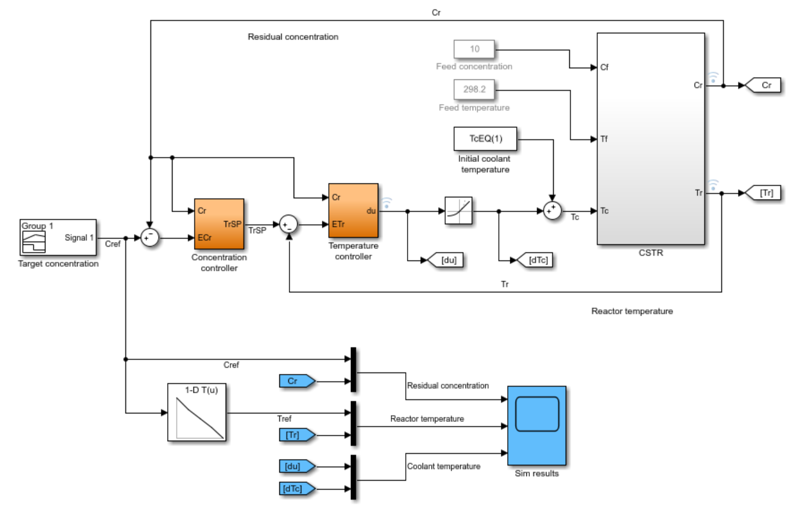 Cr
Residual concentration
10
Feed concentration
298.2
Feed temperature
TcEQ(1)
Initial coolant
temperature
Cf
Tf
Tc
Cr
Tr
CSTR
Cr
[Tr]
Group 1
Signal 1
Target concentration
Cref
+
-
Cr
ECr
TrSP
Concentration
controller
TrSP
+
-
Cr
ETr
du
Temperature
controller
[du]
[dTc]
+
+
Tc
Tr
Reactor temperature
Cref
1-D T(u)
Tref
Cr
[Tr]
[du]
[dTc]
Residual concentration
Reactor temperature
Coolant temperature
Sim results